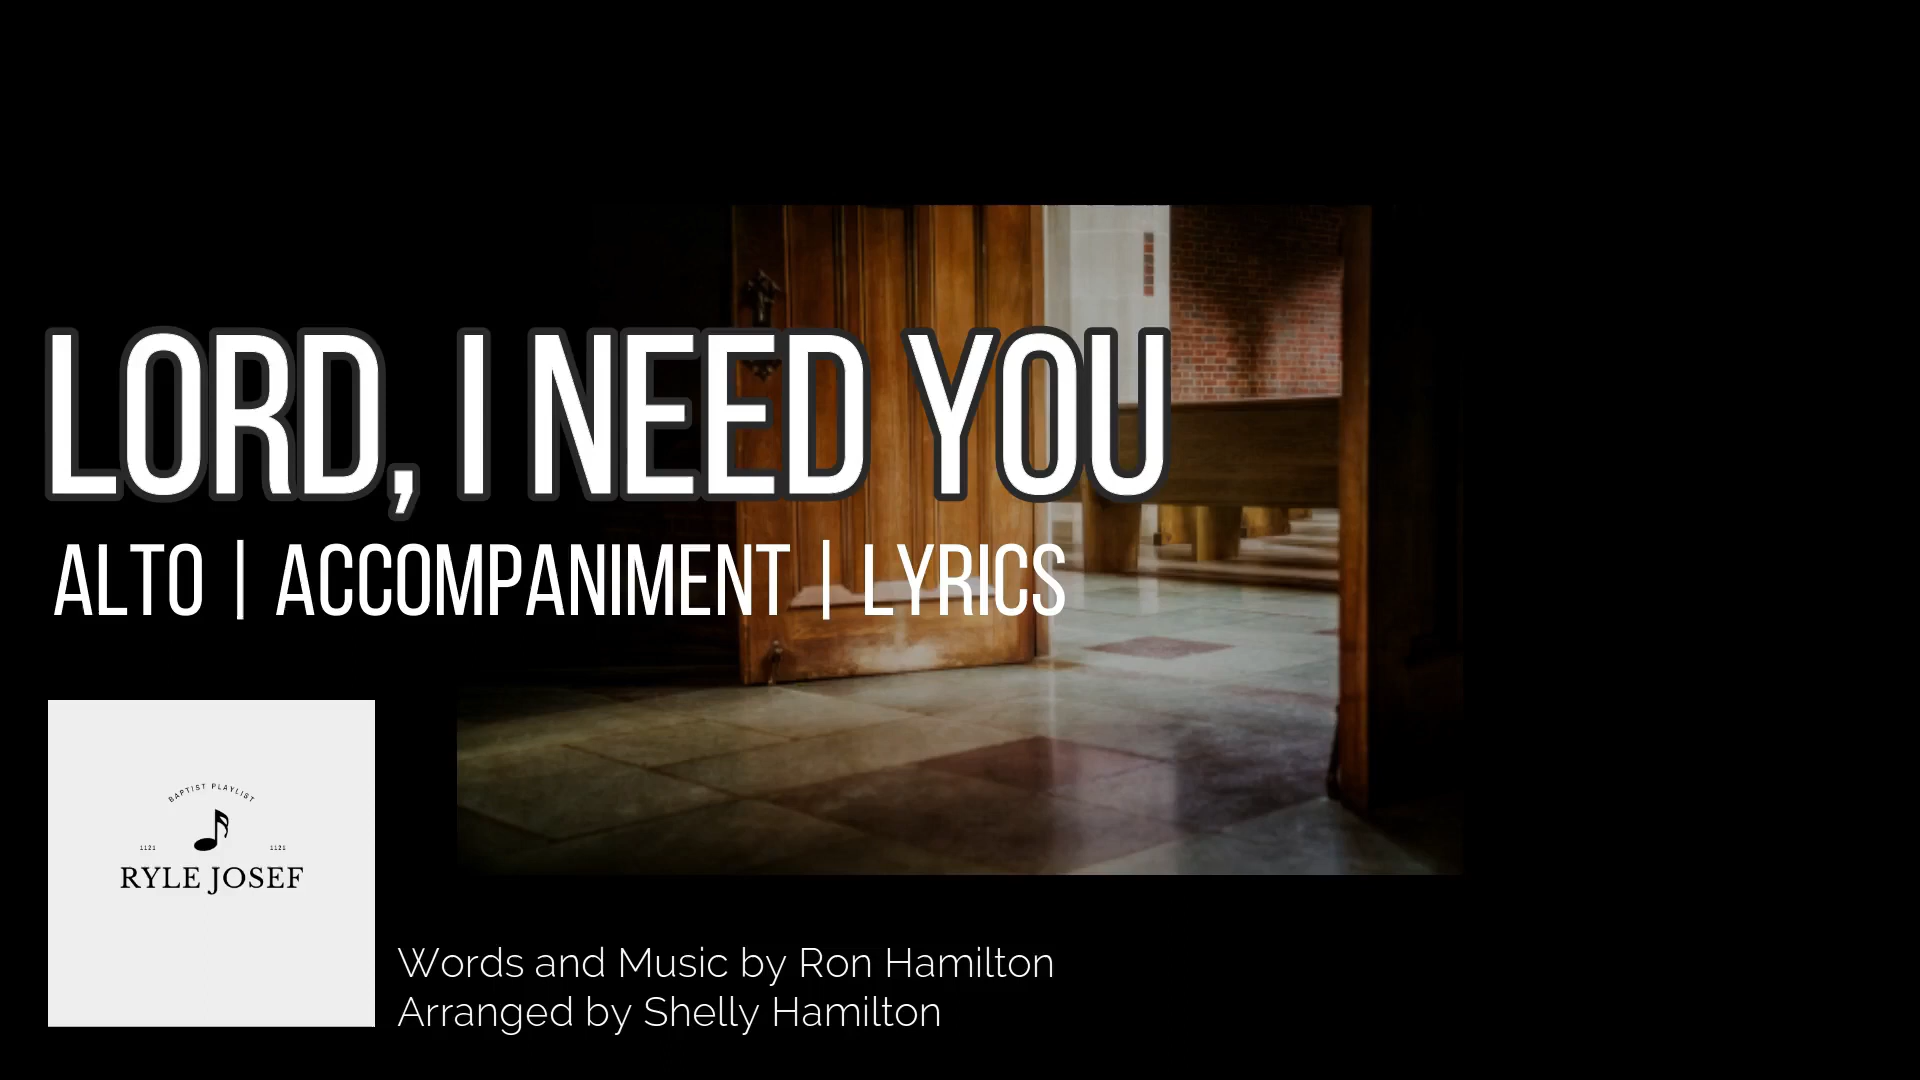 LORD, I NEED YOU
ALTO | ACCOMPANIMENT | LYRICS
BAPTIST PLAYLIST
1121 1121
RYLE JOSEF
Words and Music by Ron Hamilton
Arranged by Shelly Hamilton